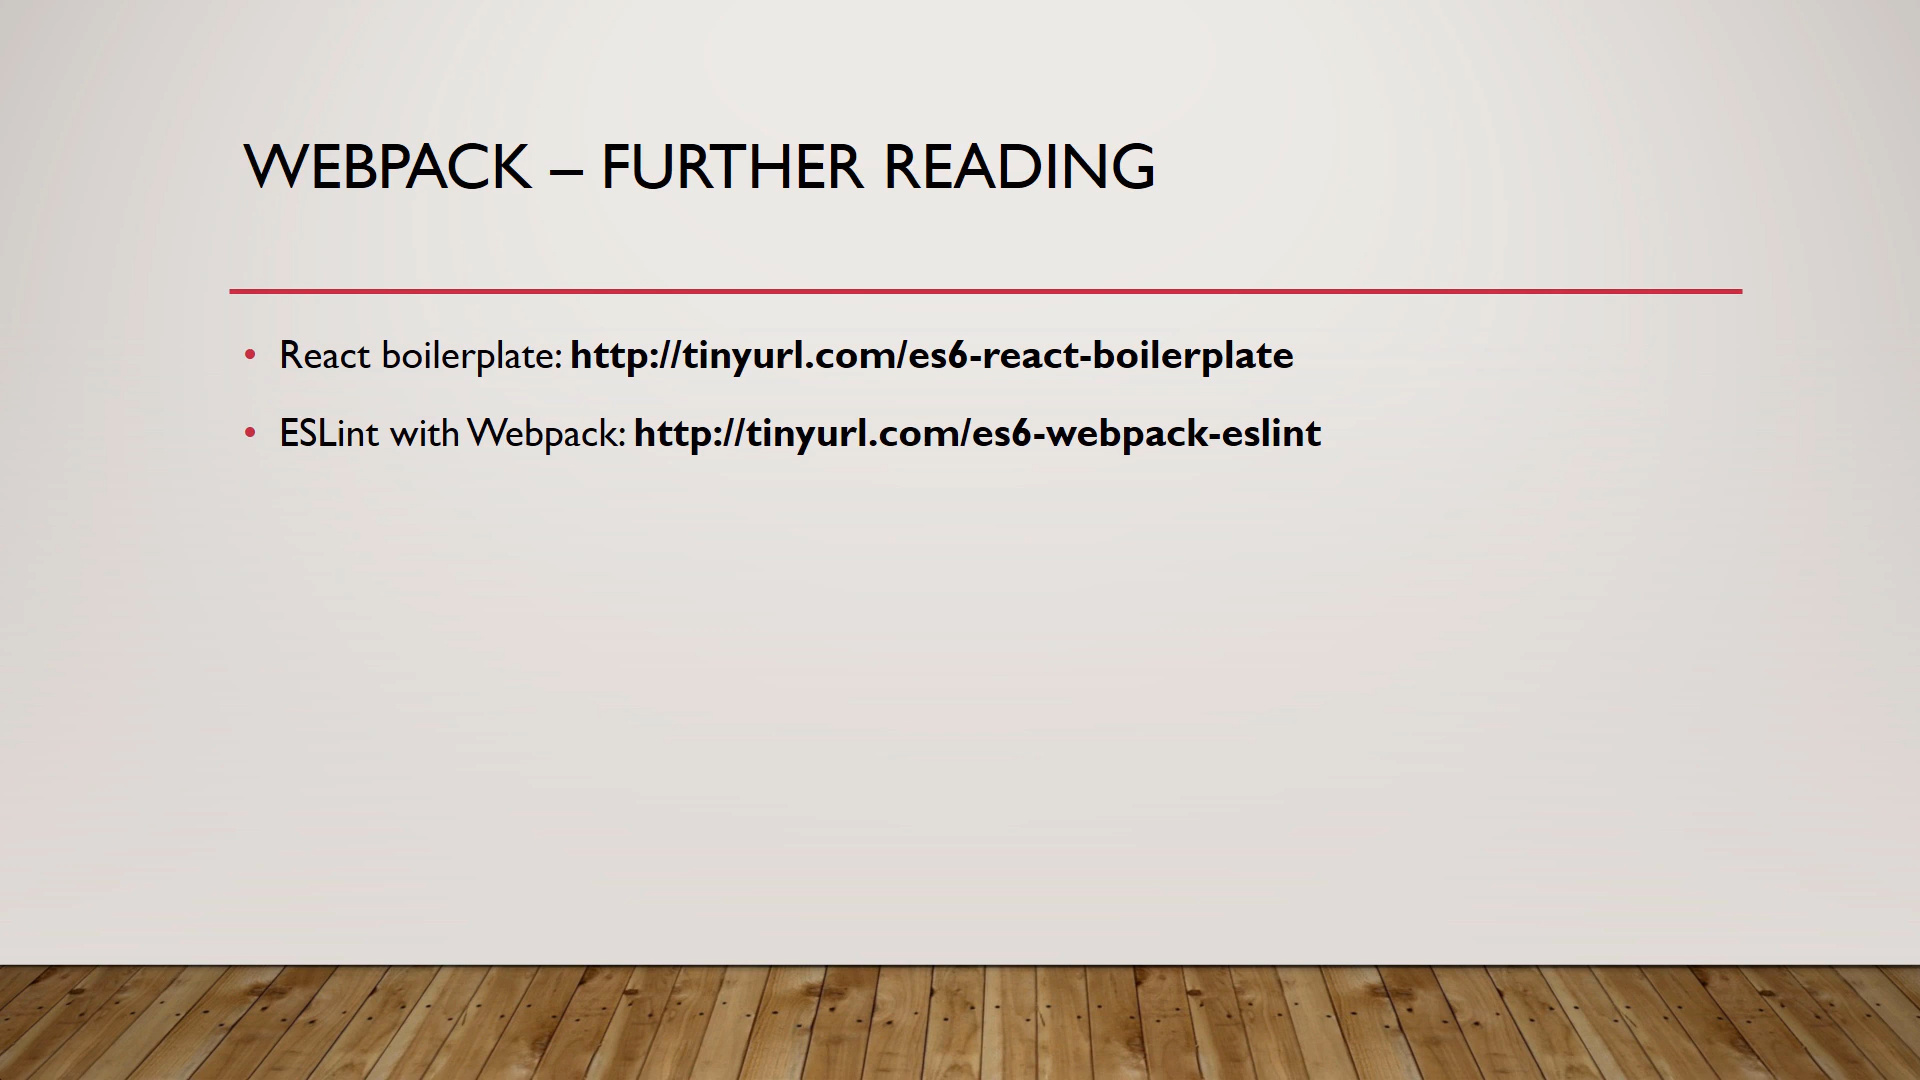 WEBPACK – FURTHER READING
• React boilerplate: http://tinyurl.com/es6-react-boilerplate
• ESLint with Webpack: http://tinyurl.com/es6-webpack-eslint